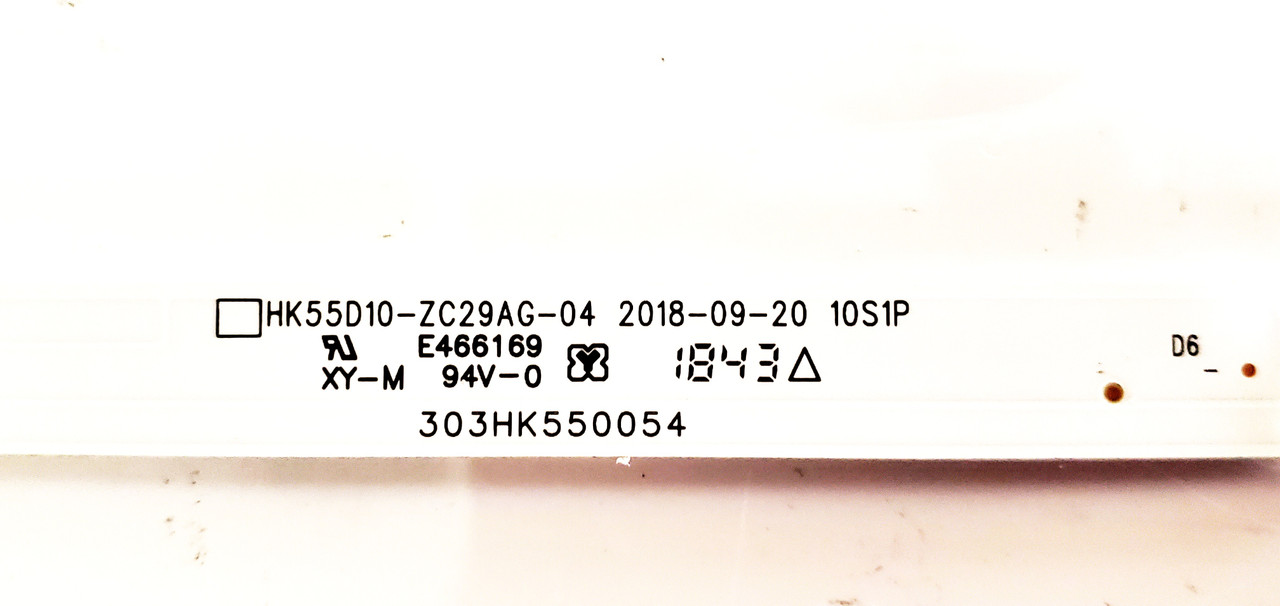 HK55D10-ZC29AG-04 2018-09-20 10S1P
E466169
1843
XY-M 94V-0
303HK550054
D6
-